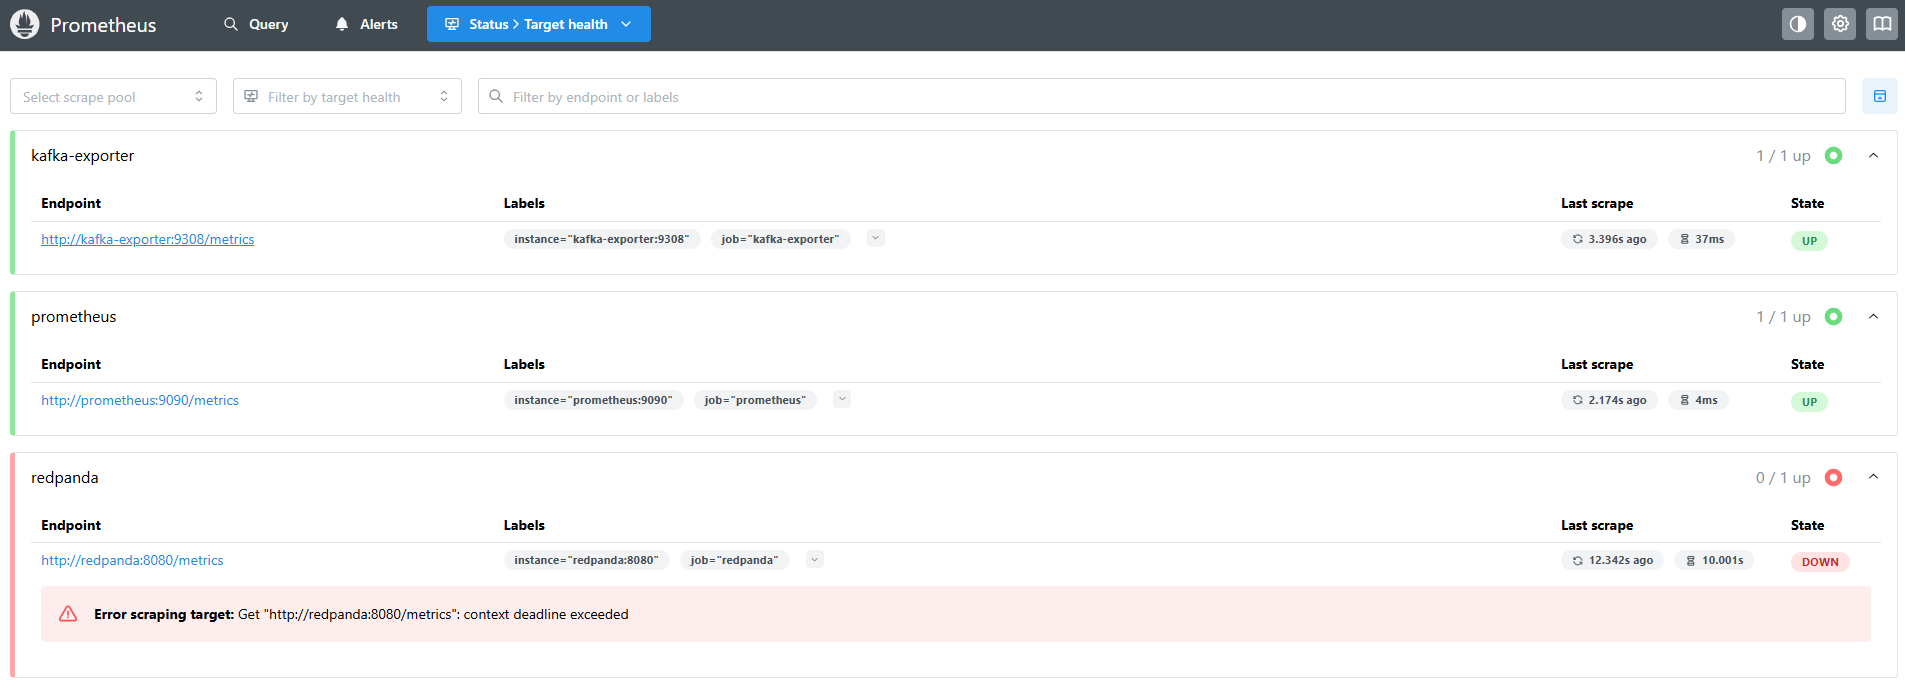 Prometheus Query Alerts Status > Target health
Select scrape pool Filter by target health Filter by endpoint or labels
kafka-exporter 1 / 1 up
Endpoint Labels Last scrape State
http://kafka-exporter:9308/metrics instance="kafka-exporter:9308" job="kafka-exporter" 3.396s ago 37ms UP
prometheus 1 / 1 up
Endpoint Labels Last scrape State
http://prometheus:9090/metrics instance="prometheus:9090" job="prometheus" 2.174s ago 4ms UP
redpanda 0 / 1 up
Endpoint Labels Last scrape State
http://redpanda:8080/metrics instance="redpanda:8080" job="redpanda" 12.342s ago 10.001s DOWN
Error scraping target: Get "http://redpanda:8080/metrics": context deadline exceeded